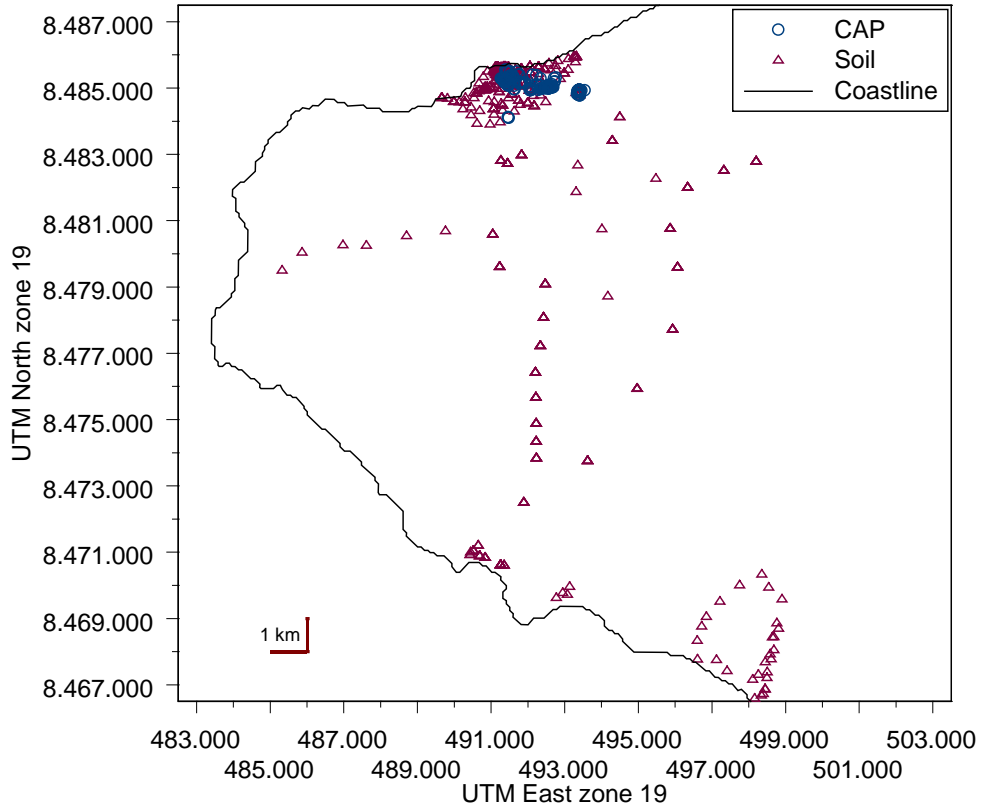 8.487.000
8.485.000
8.483.000
8.481.000
8.479.000
8.477.000
8.475.000
8.473.000
8.471.000
8.469.000
8.467.000
UTM North zone 19
CAP
Soil
Coastline
1 km
483.000 487.000 491.000 495.000 499.000 503.000
485.000 489.000 493.000 497.000 501.000
UTM East zone 19